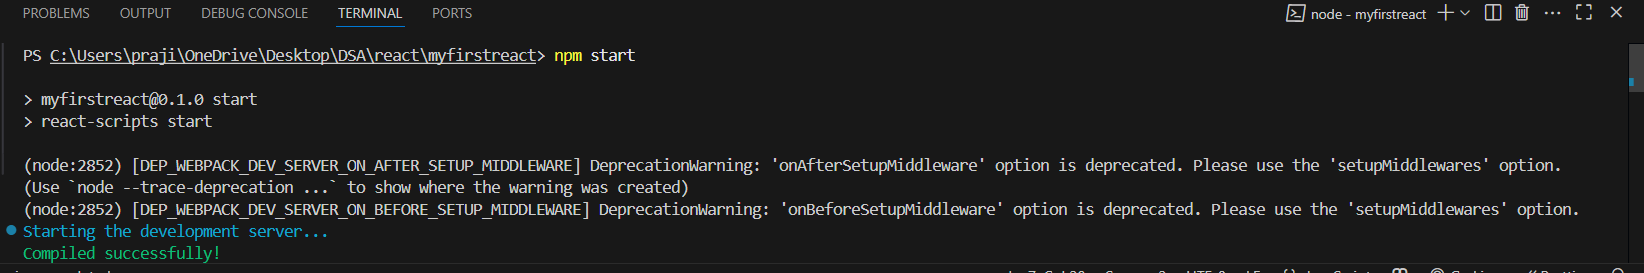 PROBLEMS OUTPUT DEBUG CONSOLE TERMINAL PORTS node - myfirstreact
PS C:\Users\praji\OneDrive\Desktop\DSA\react\myfirstreact> npm start
> myfirstreact@0.1.0 start
> react-scripts start
(node:2852) [DEP_WEBPACK_DEV_SERVER_ON_AFTER_SETUP_MIDDLEWARE] DeprecationWarning: 'onAfterSetupMiddleware' option is deprecated. Please use the 'setupMiddlewares' option.
(Use `node --trace-deprecation ...` to show where the warning was created)
(node:2852) [DEP_WEBPACK_DEV_SERVER_ON_BEFORE_SETUP_MIDDLEWARE] DeprecationWarning: 'onBeforeSetupMiddleware' option is deprecated. Please use the 'setupMiddlewares' option.
Starting the development server...
Compiled successfully!